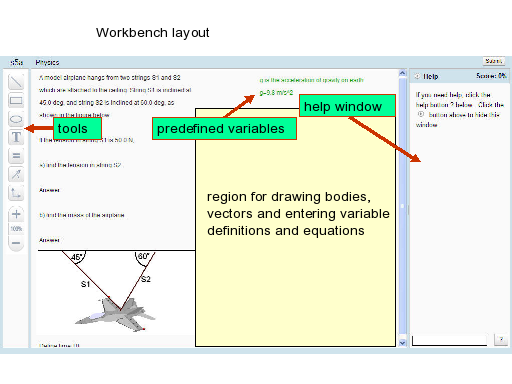 Workbench layout
s5a Physics Submit
A model airplane hangs from two strings S1 and S2
which are attached to the ceiling. String S1 is inclined at
45.0 deg, and string S2 is inclined at 60.0 deg, as
shown in the figure below.
If the tension in string S1 is 50.0 N,
a) find the tension in string S2
Answer
b) find the mass of the airplane
Answer
45°
60°
S1
S2
Define time T0
g is the acceleration of gravity on earth
g=9.8 m/s^2
tools
predefined variables
help window
region for drawing bodies,
vectors and entering variable
definitions and equations
T
100%
Help Score: 0%
If you need help, click the
help button ? below. Click the
button above to hide this
window
?